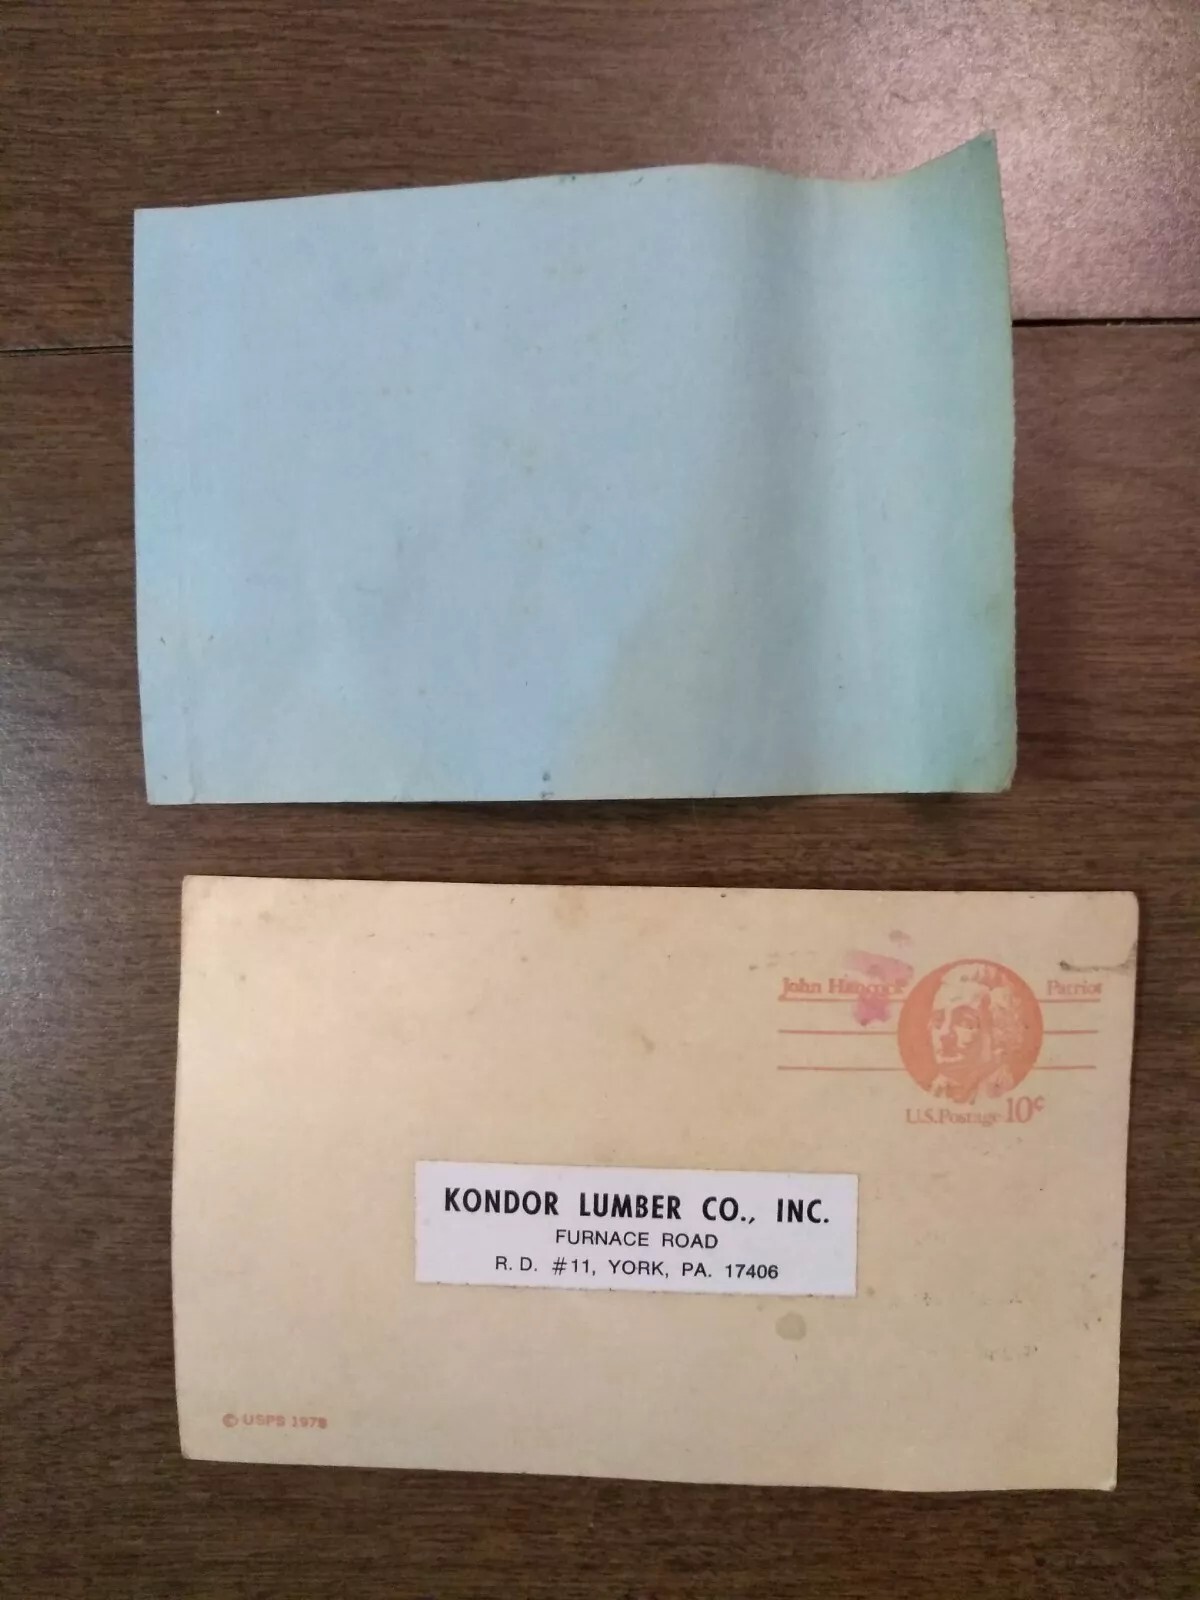 John Hancock Patriot
U.S. Postage 10¢
KONDOR LUMBER CO., INC.
FURNACE ROAD
R. D. #11, YORK, PA. 17406
© USPS 1978